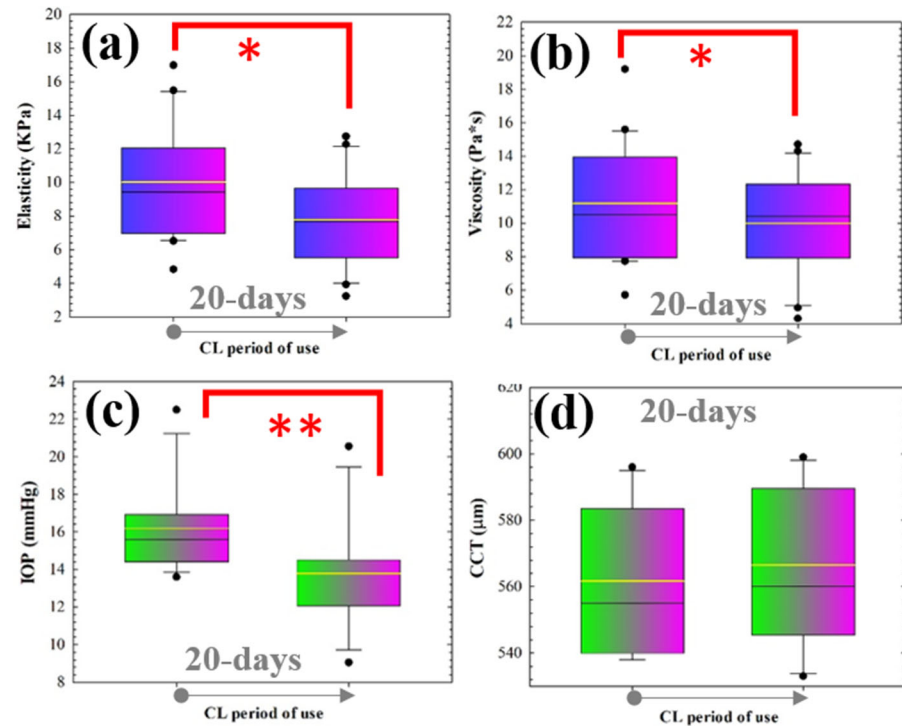 (a)
*
Elasticity (KPa)
20
18
16
14
12
10
8
6
4
2
20-days
CL period of use
(b)
*
Viscosity (Pa*s)
22
20
18
16
14
12
10
8
6
4
20-days
CL period of use
(c)
**
IOP (mmHg)
24
22
20
18
16
14
12
10
8
20-days
CL period of use
(d)
20-days
CCT (μm)
620
600
580
560
540
CL period of use